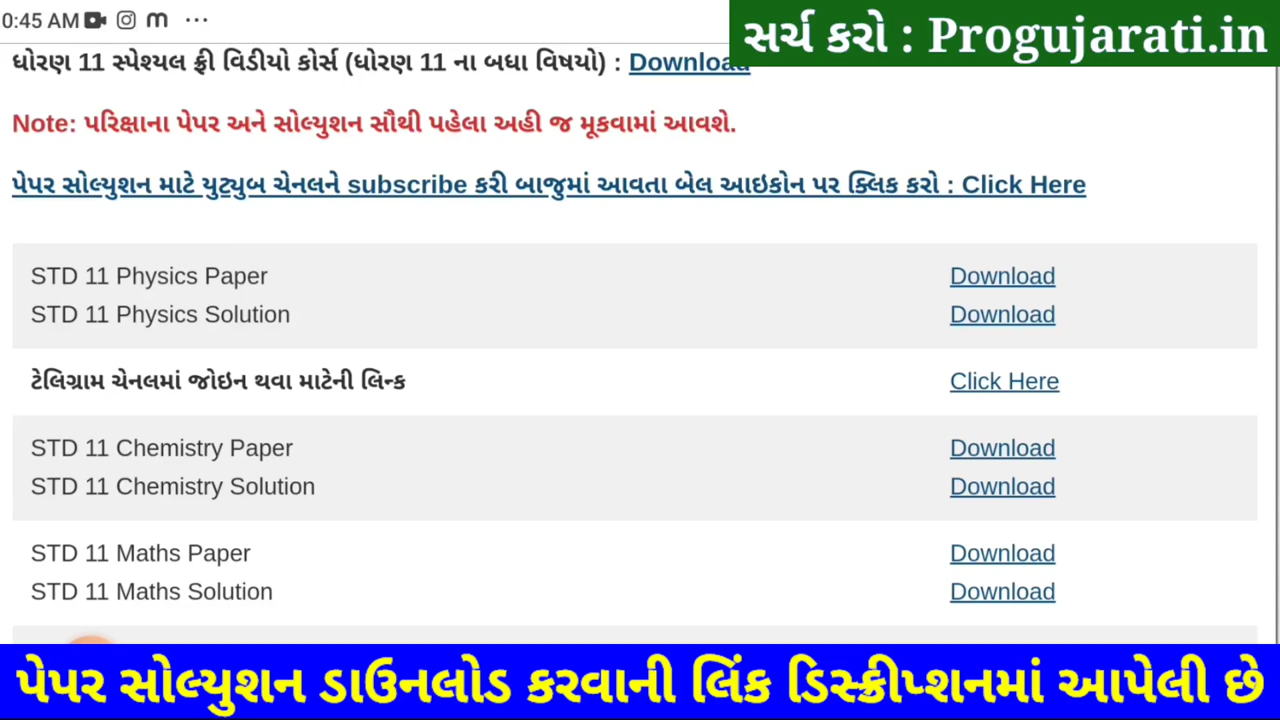 0:45 AM
સર્ચ કરો : Progujarati.in
ધોરણ 11 સ્પેશ્યલ ફ્રી વિડીયો કોર્સ (ધોરણ 11 ના બધા વિષયો) : Download
Note: પરિક્ષાના પેપર અને સોલ્યુશન સૌથી પહેલા અહી જ મૂકવામાં આવશે.
પેપર સોલ્યુશન માટે યુટ્યુબ ચેનલને subscribe કરી બાજુમાં આવતા બેલ આઇકોન પર ક્લિક કરો : Click Here
STD 11 Physics Paper Download
STD 11 Physics Solution Download
ટેલિગ્રામ ચેનલમાં જોઇન થવા માટેની લિન્ક Click Here
STD 11 Chemistry Paper Download
STD 11 Chemistry Solution Download
STD 11 Maths Paper Download
STD 11 Maths Solution Download
પેપર સોલ્યુશન ડાઉનલોડ કરવાની લિંક ડિસ્ક્રીપ્શનમાં આપેલી છે